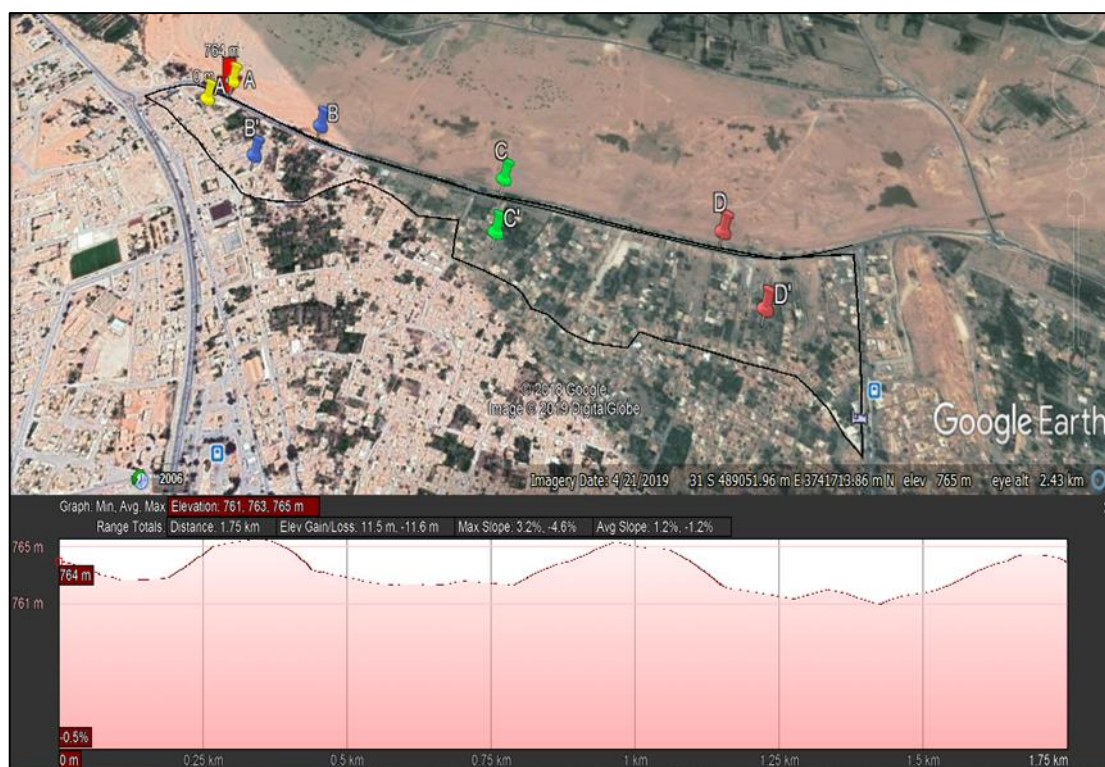 764 m
0 m
A
A'
B
B'
C
C'
D
D'
© 2018 Google
Image © 2019 DigitalGlobe
Google Earth
2006
Imagery Date: 4/21/2019 31 S 489051.96 m E 3741713.86 m N elev 765 m eye alt 2.43 km
Graph: Min, Avg, Max Elevation: 761, 763, 765 m
Range Totals: Distance: 1.75 km Elev Gain/Loss: 11.5 m, -11.6 m Max Slope: 3.2%, -4.6% Avg Slope: 1.2%, -1.2%
765 m
764 m
761 m
-0.5%
0 m 0.25 km 0.5 km 0.75 km 1 km 1.25 km 1.5 km 1.75 km